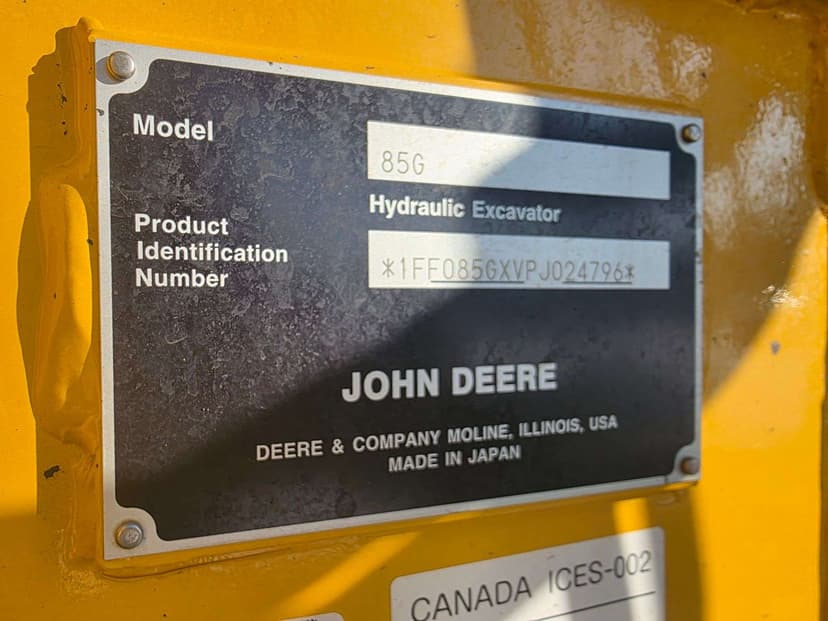 Model
85G
Hydraulic Excavator
Product
Identification
Number
*1FF085GXVPJ024796*
JOHN DEERE
DEERE & COMPANY MOLINE, ILLINOIS, USA
MADE IN JAPAN
CANADA ICES-002